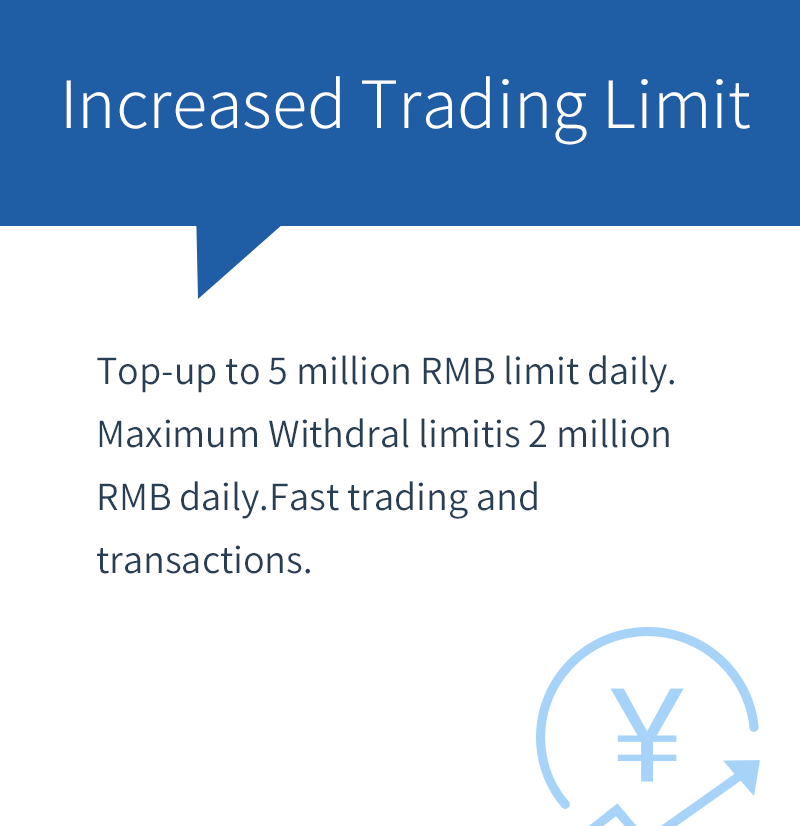 Increased Trading Limit
Top-up to 5 million RMB limit daily.
Maximum Withdral limitis 2 million
RMB daily.Fast trading and
transactions.
¥